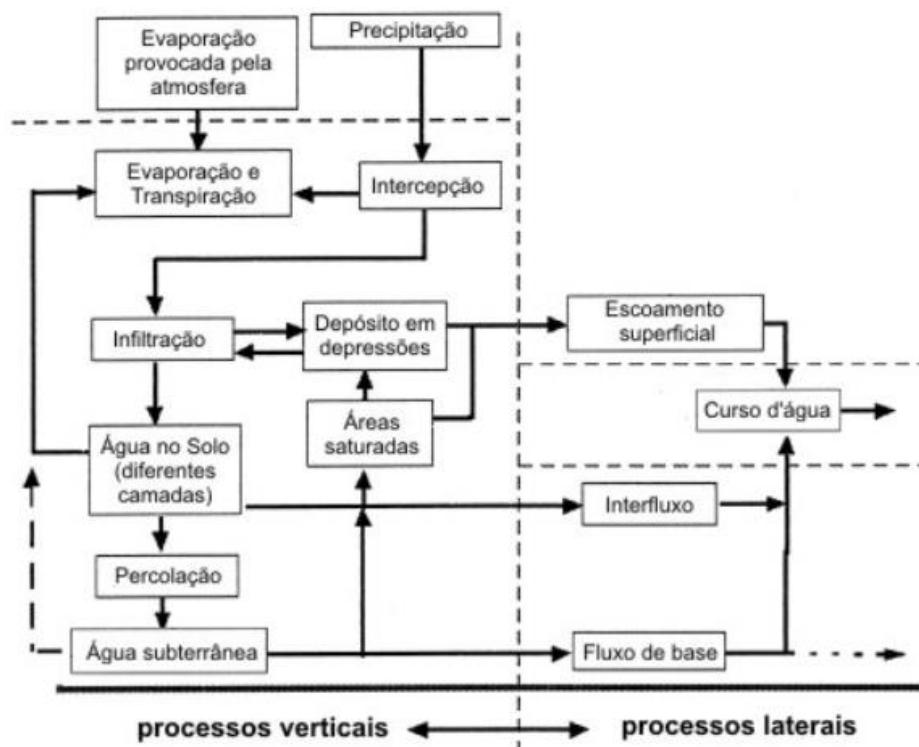 Evaporação
provocada pela
atmosfera
Precipitação
Evaporação e
Transpiração
Intercepção
Infiltração
Depósito em
depressões
Escoamento
superficial
Áreas
saturadas
Curso d'água
Água no Solo
(diferentes
camadas)
Interfluxo
Percolação
Água subterrânea
Fluxo de base
processos verticais
processos laterais